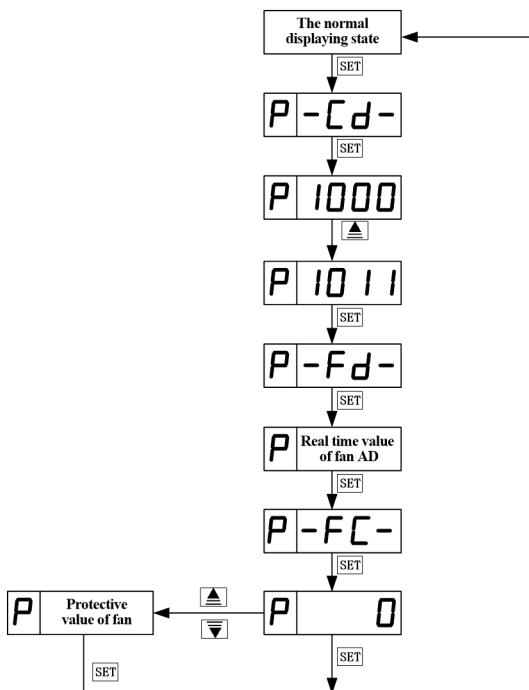 The normal
displaying state
SET
P -Cd-
SET
P 1000
P 1011
SET
P -Fd-
SET
P Real time value
of fan AD
SET
P -FC-
SET
P Protective
value of fan
P 0
SET
SET